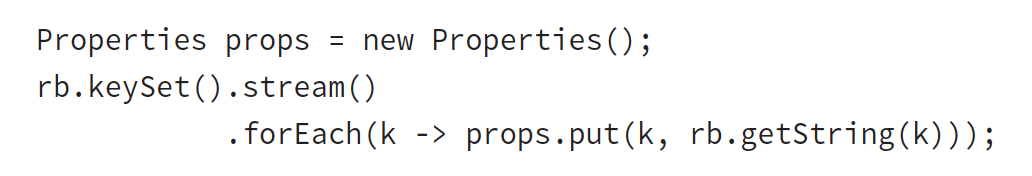 Properties props = new Properties();
rb.keySet().stream()
            .forEach(k -> props.put(k, rb.getString(k)));